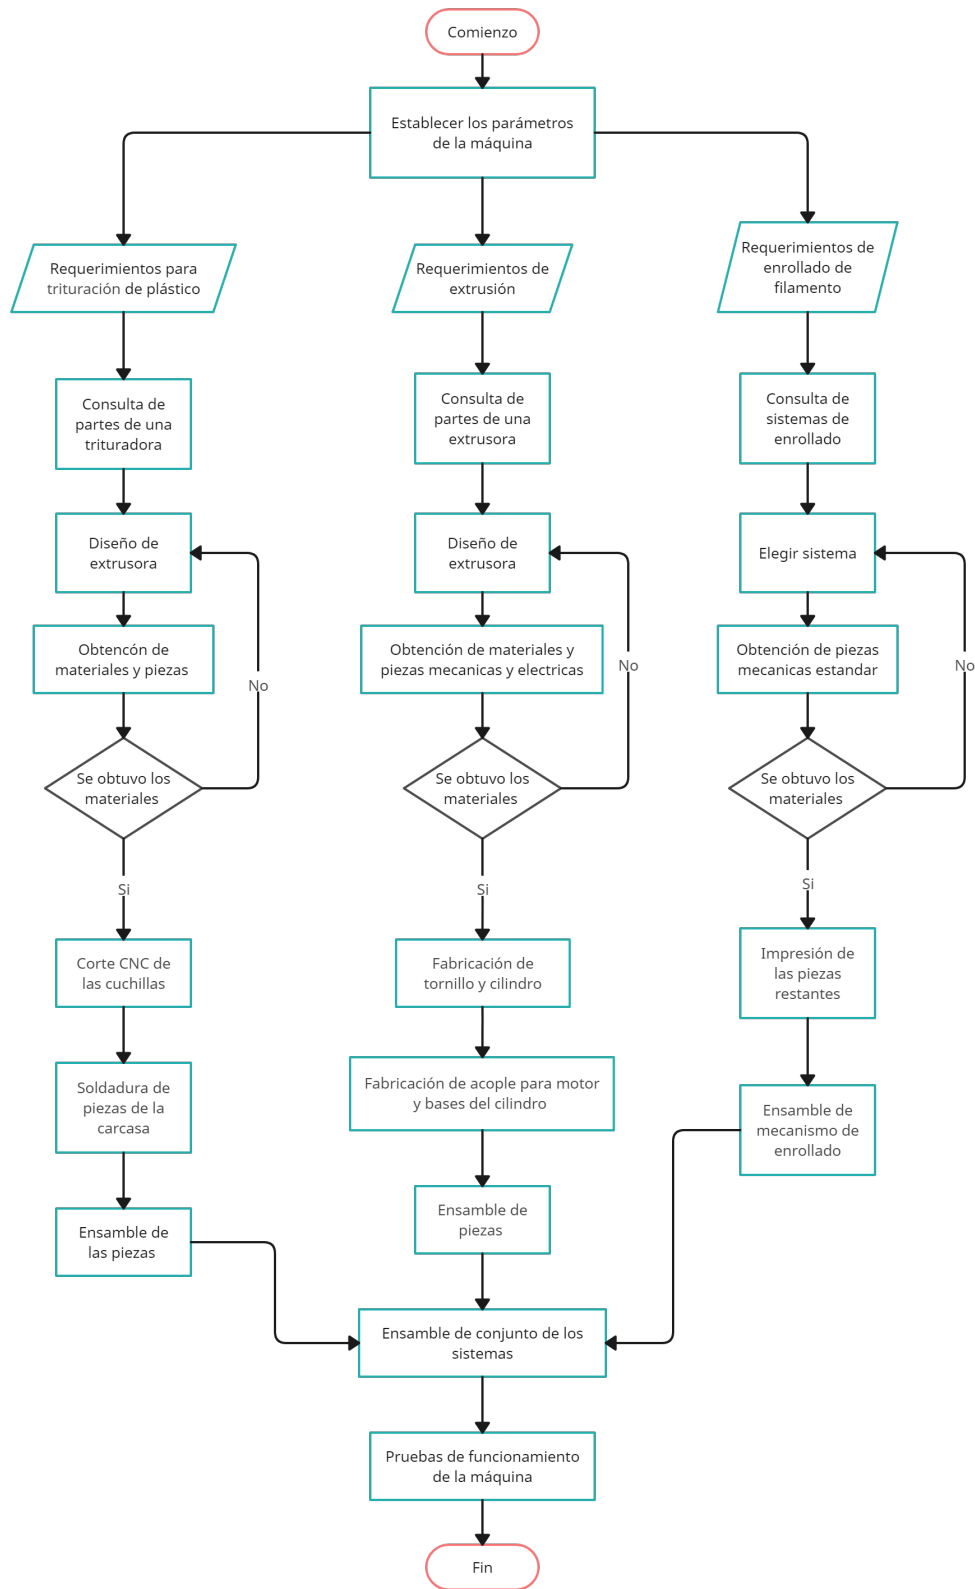 Comienzo
Establecer los parámetros
de la máquina
Requerimientos para
trituración de plástico
Requerimientos de
extrusión
Requerimientos de
enrollado de
filamento
Consulta de
partes de una
trituradora
Consulta de
partes de una
extrusora
Consulta de
sistemas de
enrollado
Diseño de
extrusora
Diseño de
extrusora
Elegir sistema
Obtencón de
materiales y piezas
Obtención de materiales y
piezas mecanicas y electricas
Obtención de piezas
mecanicas estandar
No
No
No
Se obtuvo los
materiales
Se obtuvo los
materiales
Se obtuvo los
materiales
Si
Si
Si
Corte CNC de
las cuchillas
Fabricación de
tornillo y cilindro
Impresión de
las piezas
restantes
Soldadura de
piezas de la
carcasa
Fabricación de acople para motor
y bases del cilindro
Ensamble de
mecanismo de
enrollado
Ensamble de
las piezas
Ensamble de
piezas
Ensamble de conjunto de los
sistemas
Pruebas de funcionamiento
de la máquina
Fin